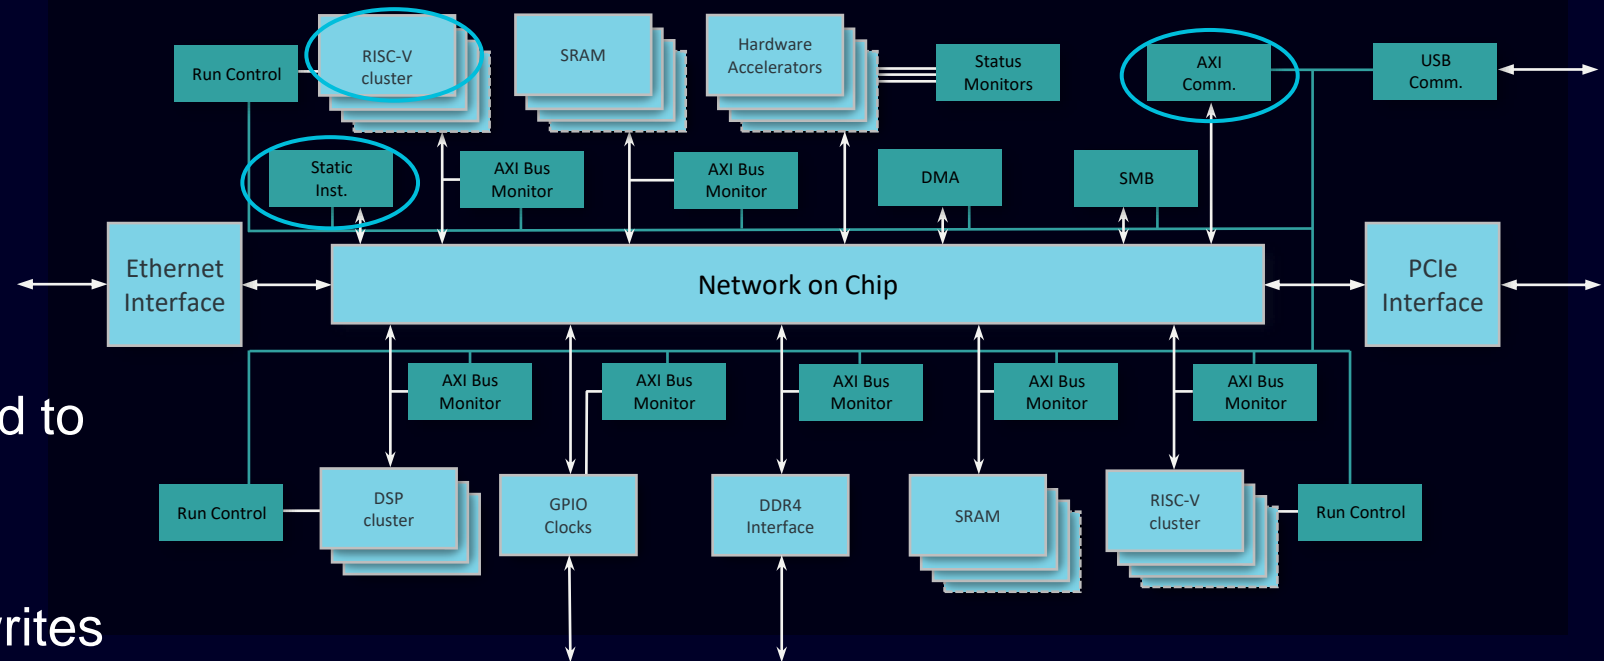 RISC-V
cluster
SRAM
Hardware
Accelerators
Run Control
Status
Monitors
AXI
Comm.
USB
Comm.
Static
Inst.
AXI Bus
Monitor
AXI Bus
Monitor
DMA
SMB
Ethernet
Interface
Network on Chip
PCIe
Interface
AXI Bus
Monitor
AXI Bus
Monitor
AXI Bus
Monitor
AXI Bus
Monitor
AXI Bus
Monitor
d to
Run Control
DSP
cluster
GPIO
Clocks
DDR4
Interface
SRAM
RISC-V
cluster
Run Control
writes